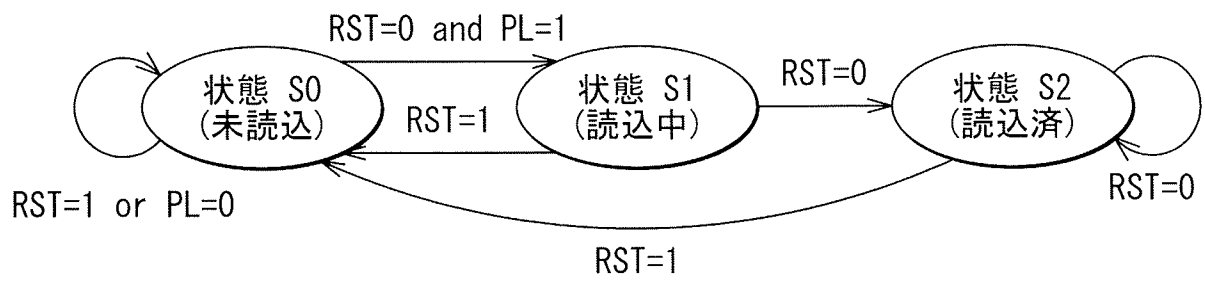 RST=0 and PL=1
状態 S0
(未読込)
RST=1
状態 S1
(読込中)
RST=0
状態 S2
(読込済)
RST=0
RST=1 or PL=0
RST=1